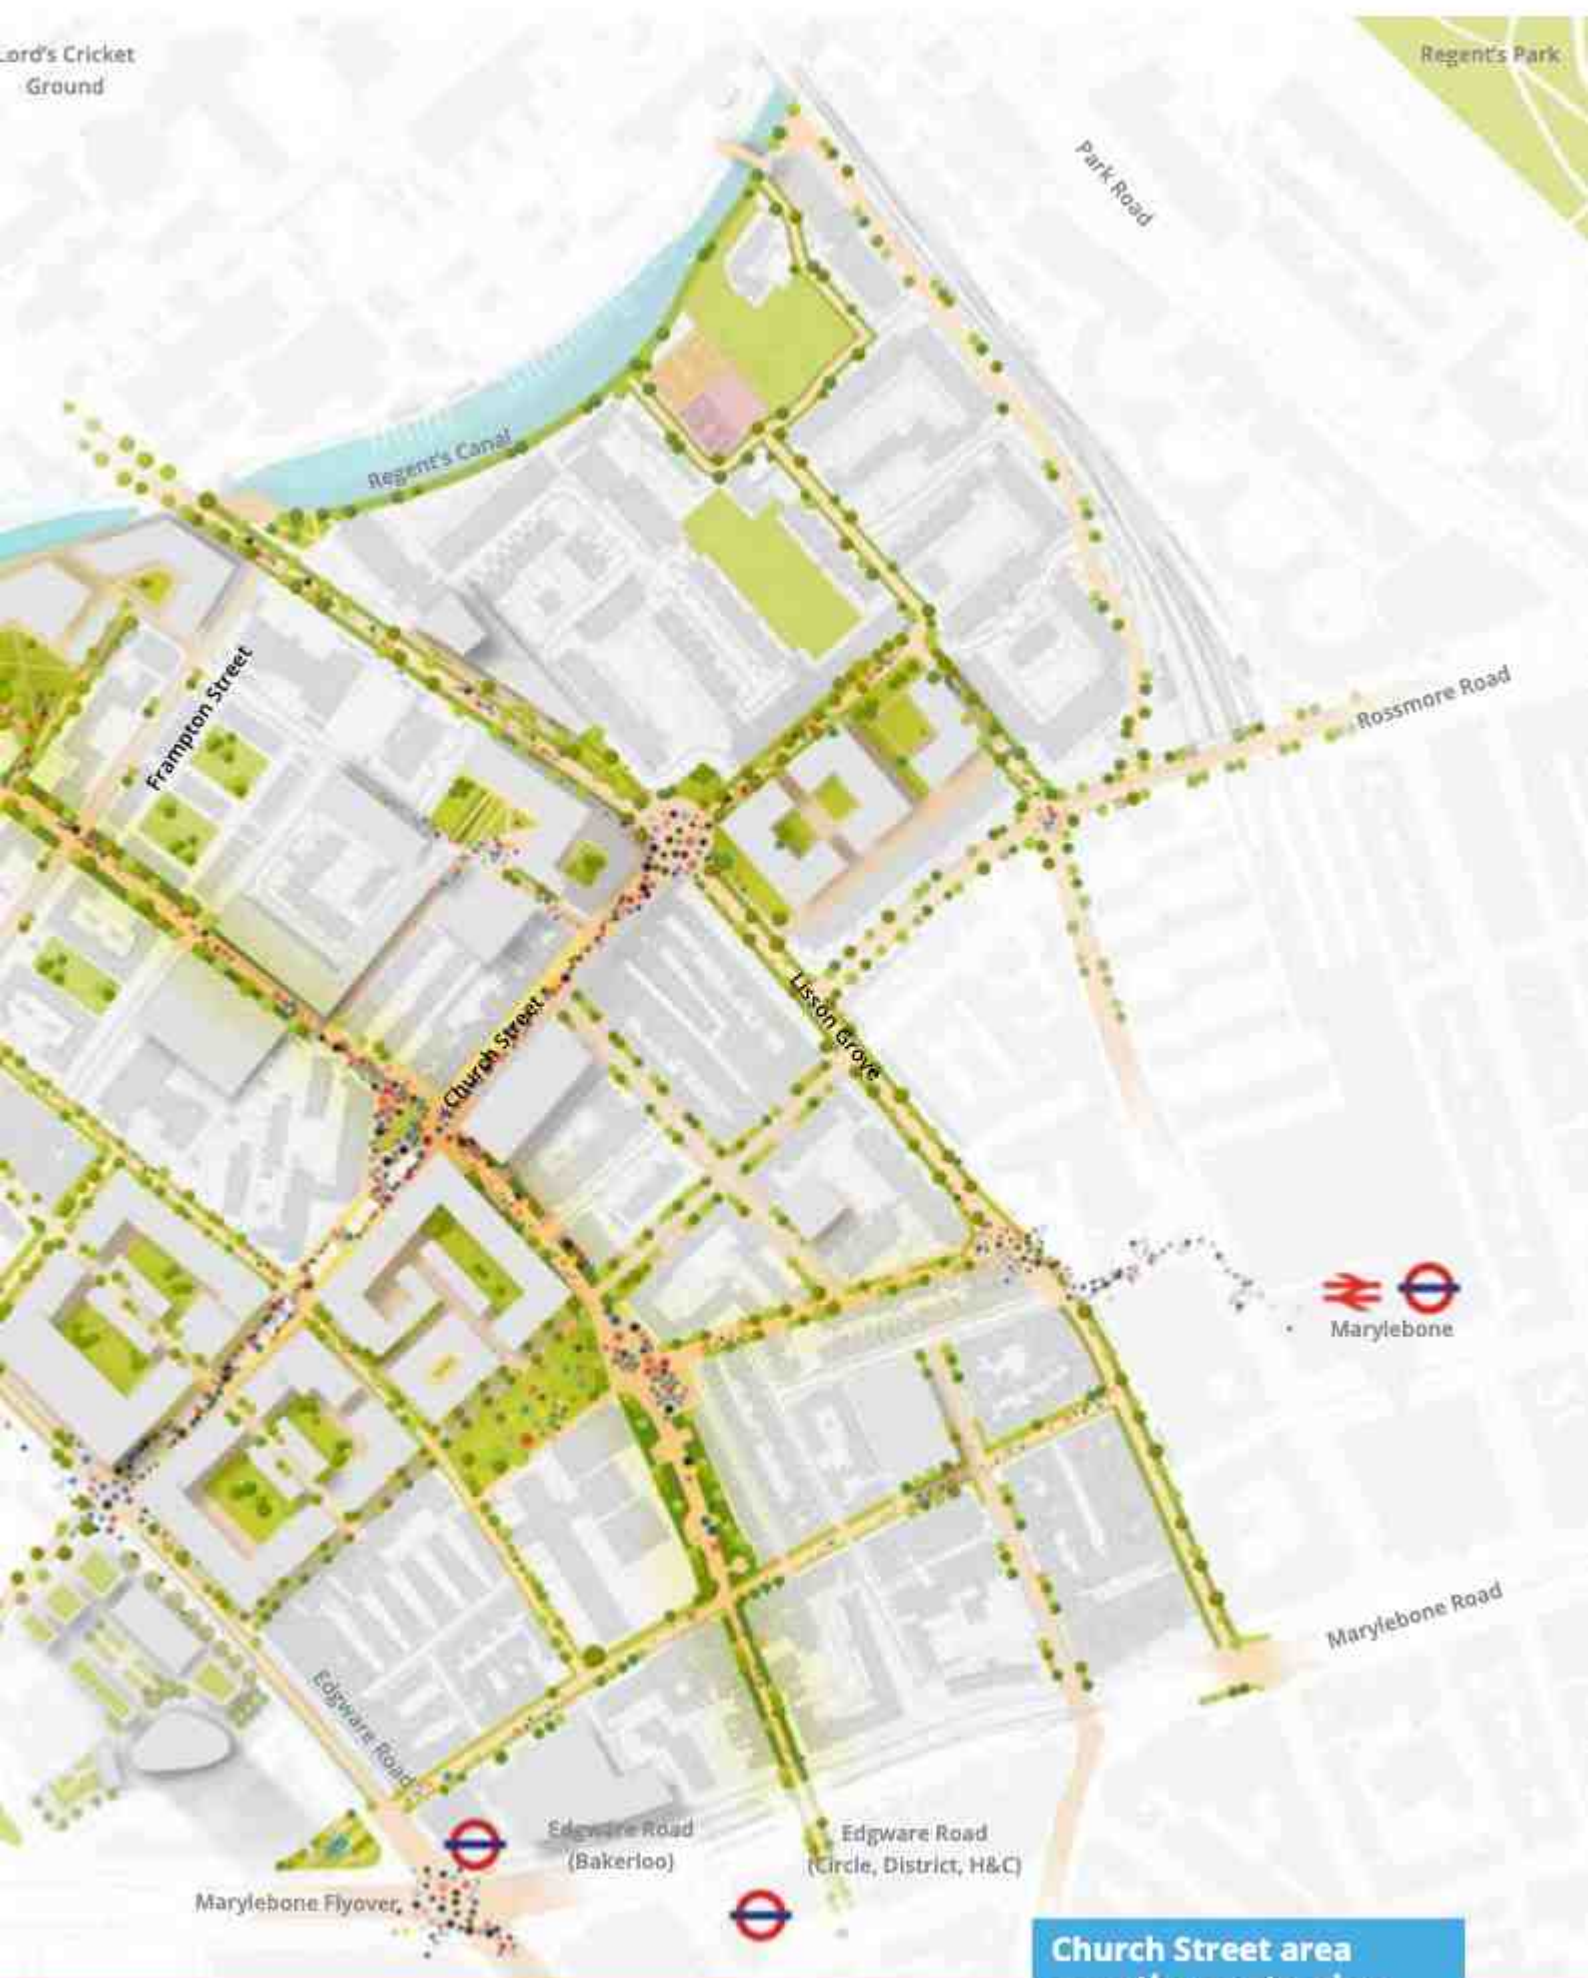 Lord's Cricket
Ground
Regent's Park
Park Road
Regent's Canal
Frampton Street
Rossmore Road
Church Street
Lisson Grove
Marylebone
Marylebone Road
Edgware Road
Edgware Road
(Bakerloo)
Edgware Road
(Circle, District, H&C)
Marylebone Flyover
Church Street area